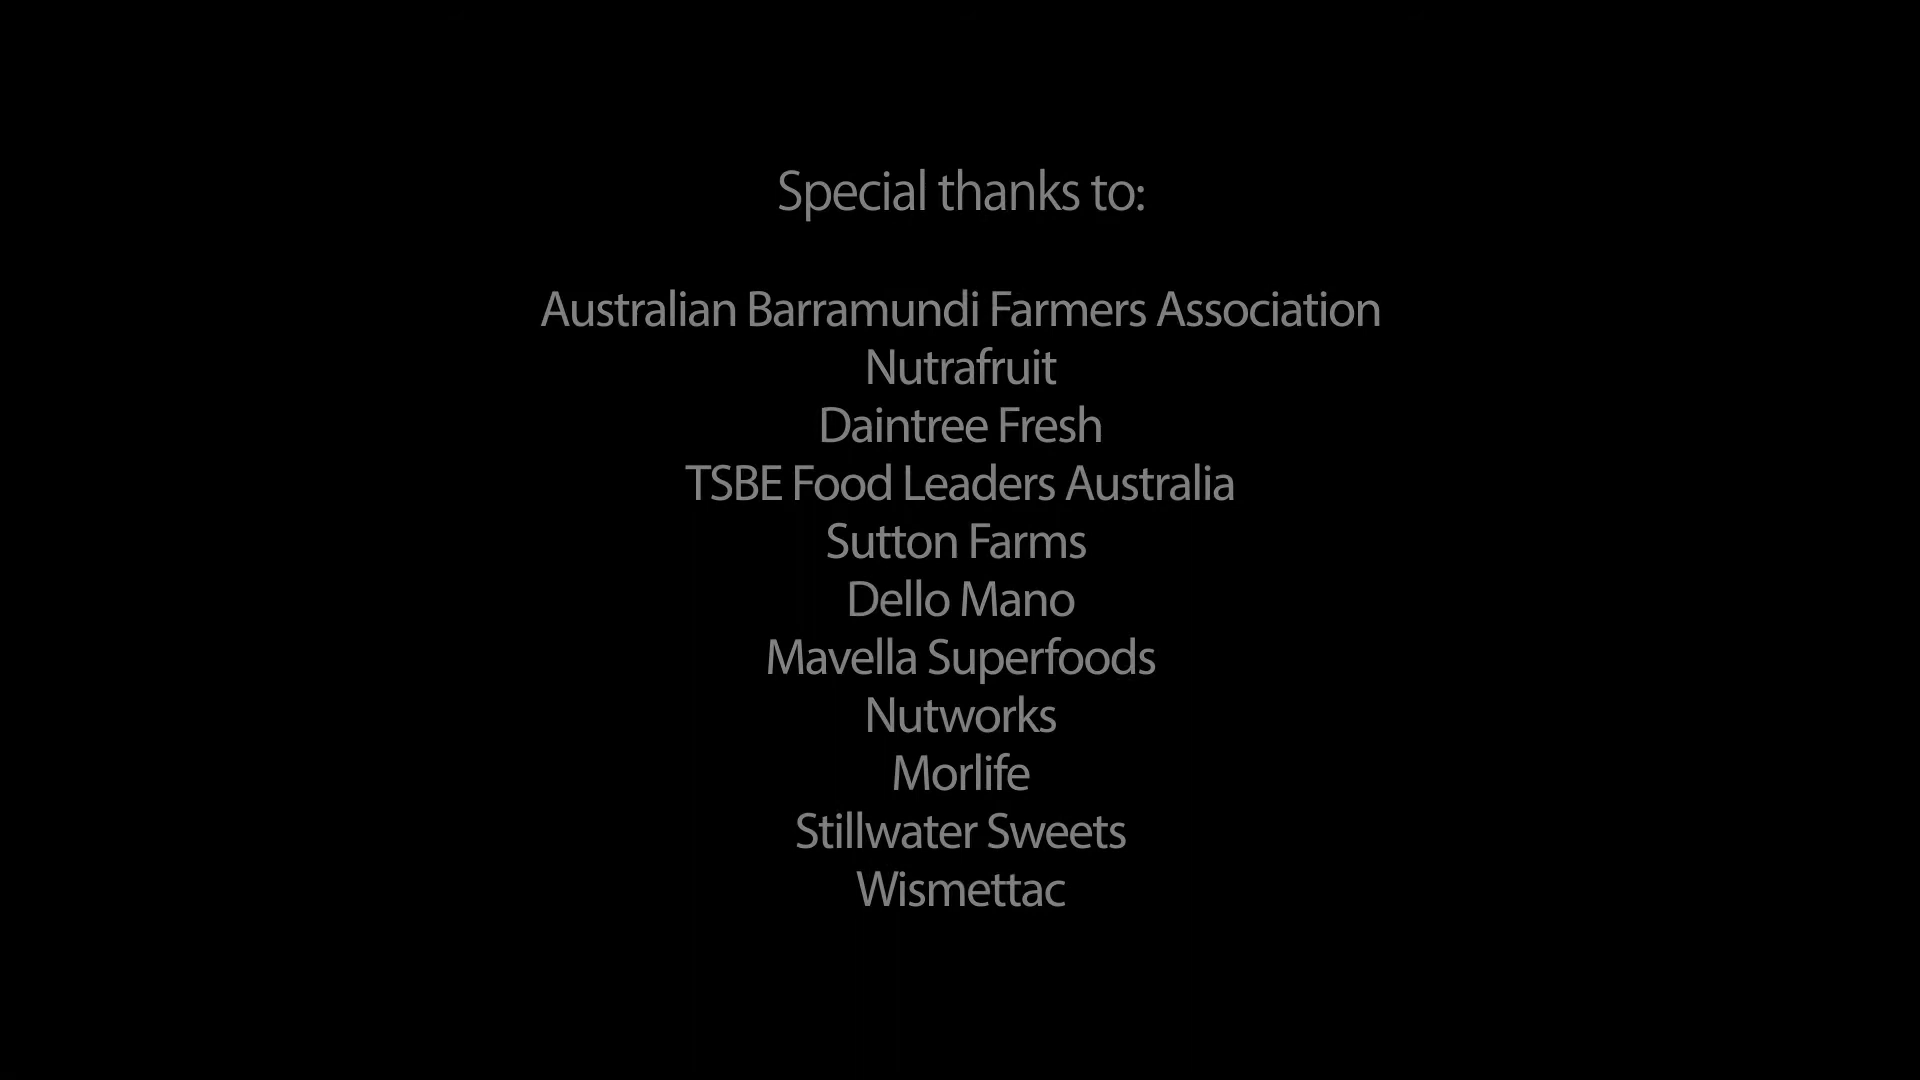 Special thanks to:
Australian Barramundi Farmers Association
Nutrafruit
Daintree Fresh
TSBE Food Leaders Australia
Sutton Farms
Dello Mano
Mavella Superfoods
Nutworks
Morlife
Stillwater Sweets
Wismettac